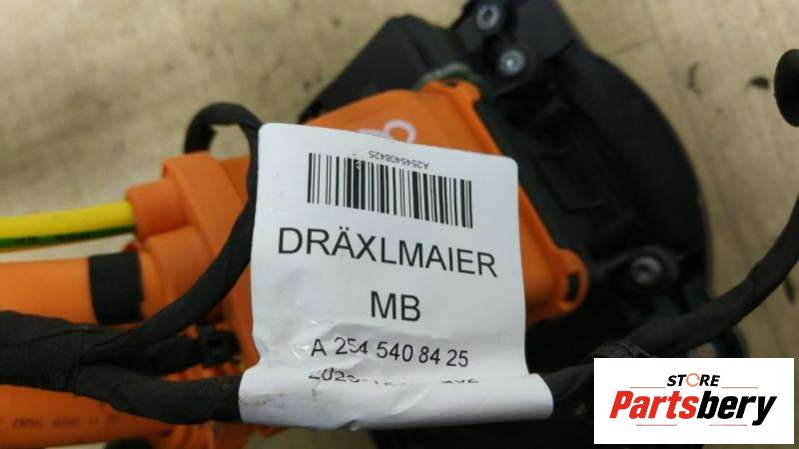 A2545408425
DRÄXLMAIER
MB
A 254 540 84 25
STORE
Partsbery